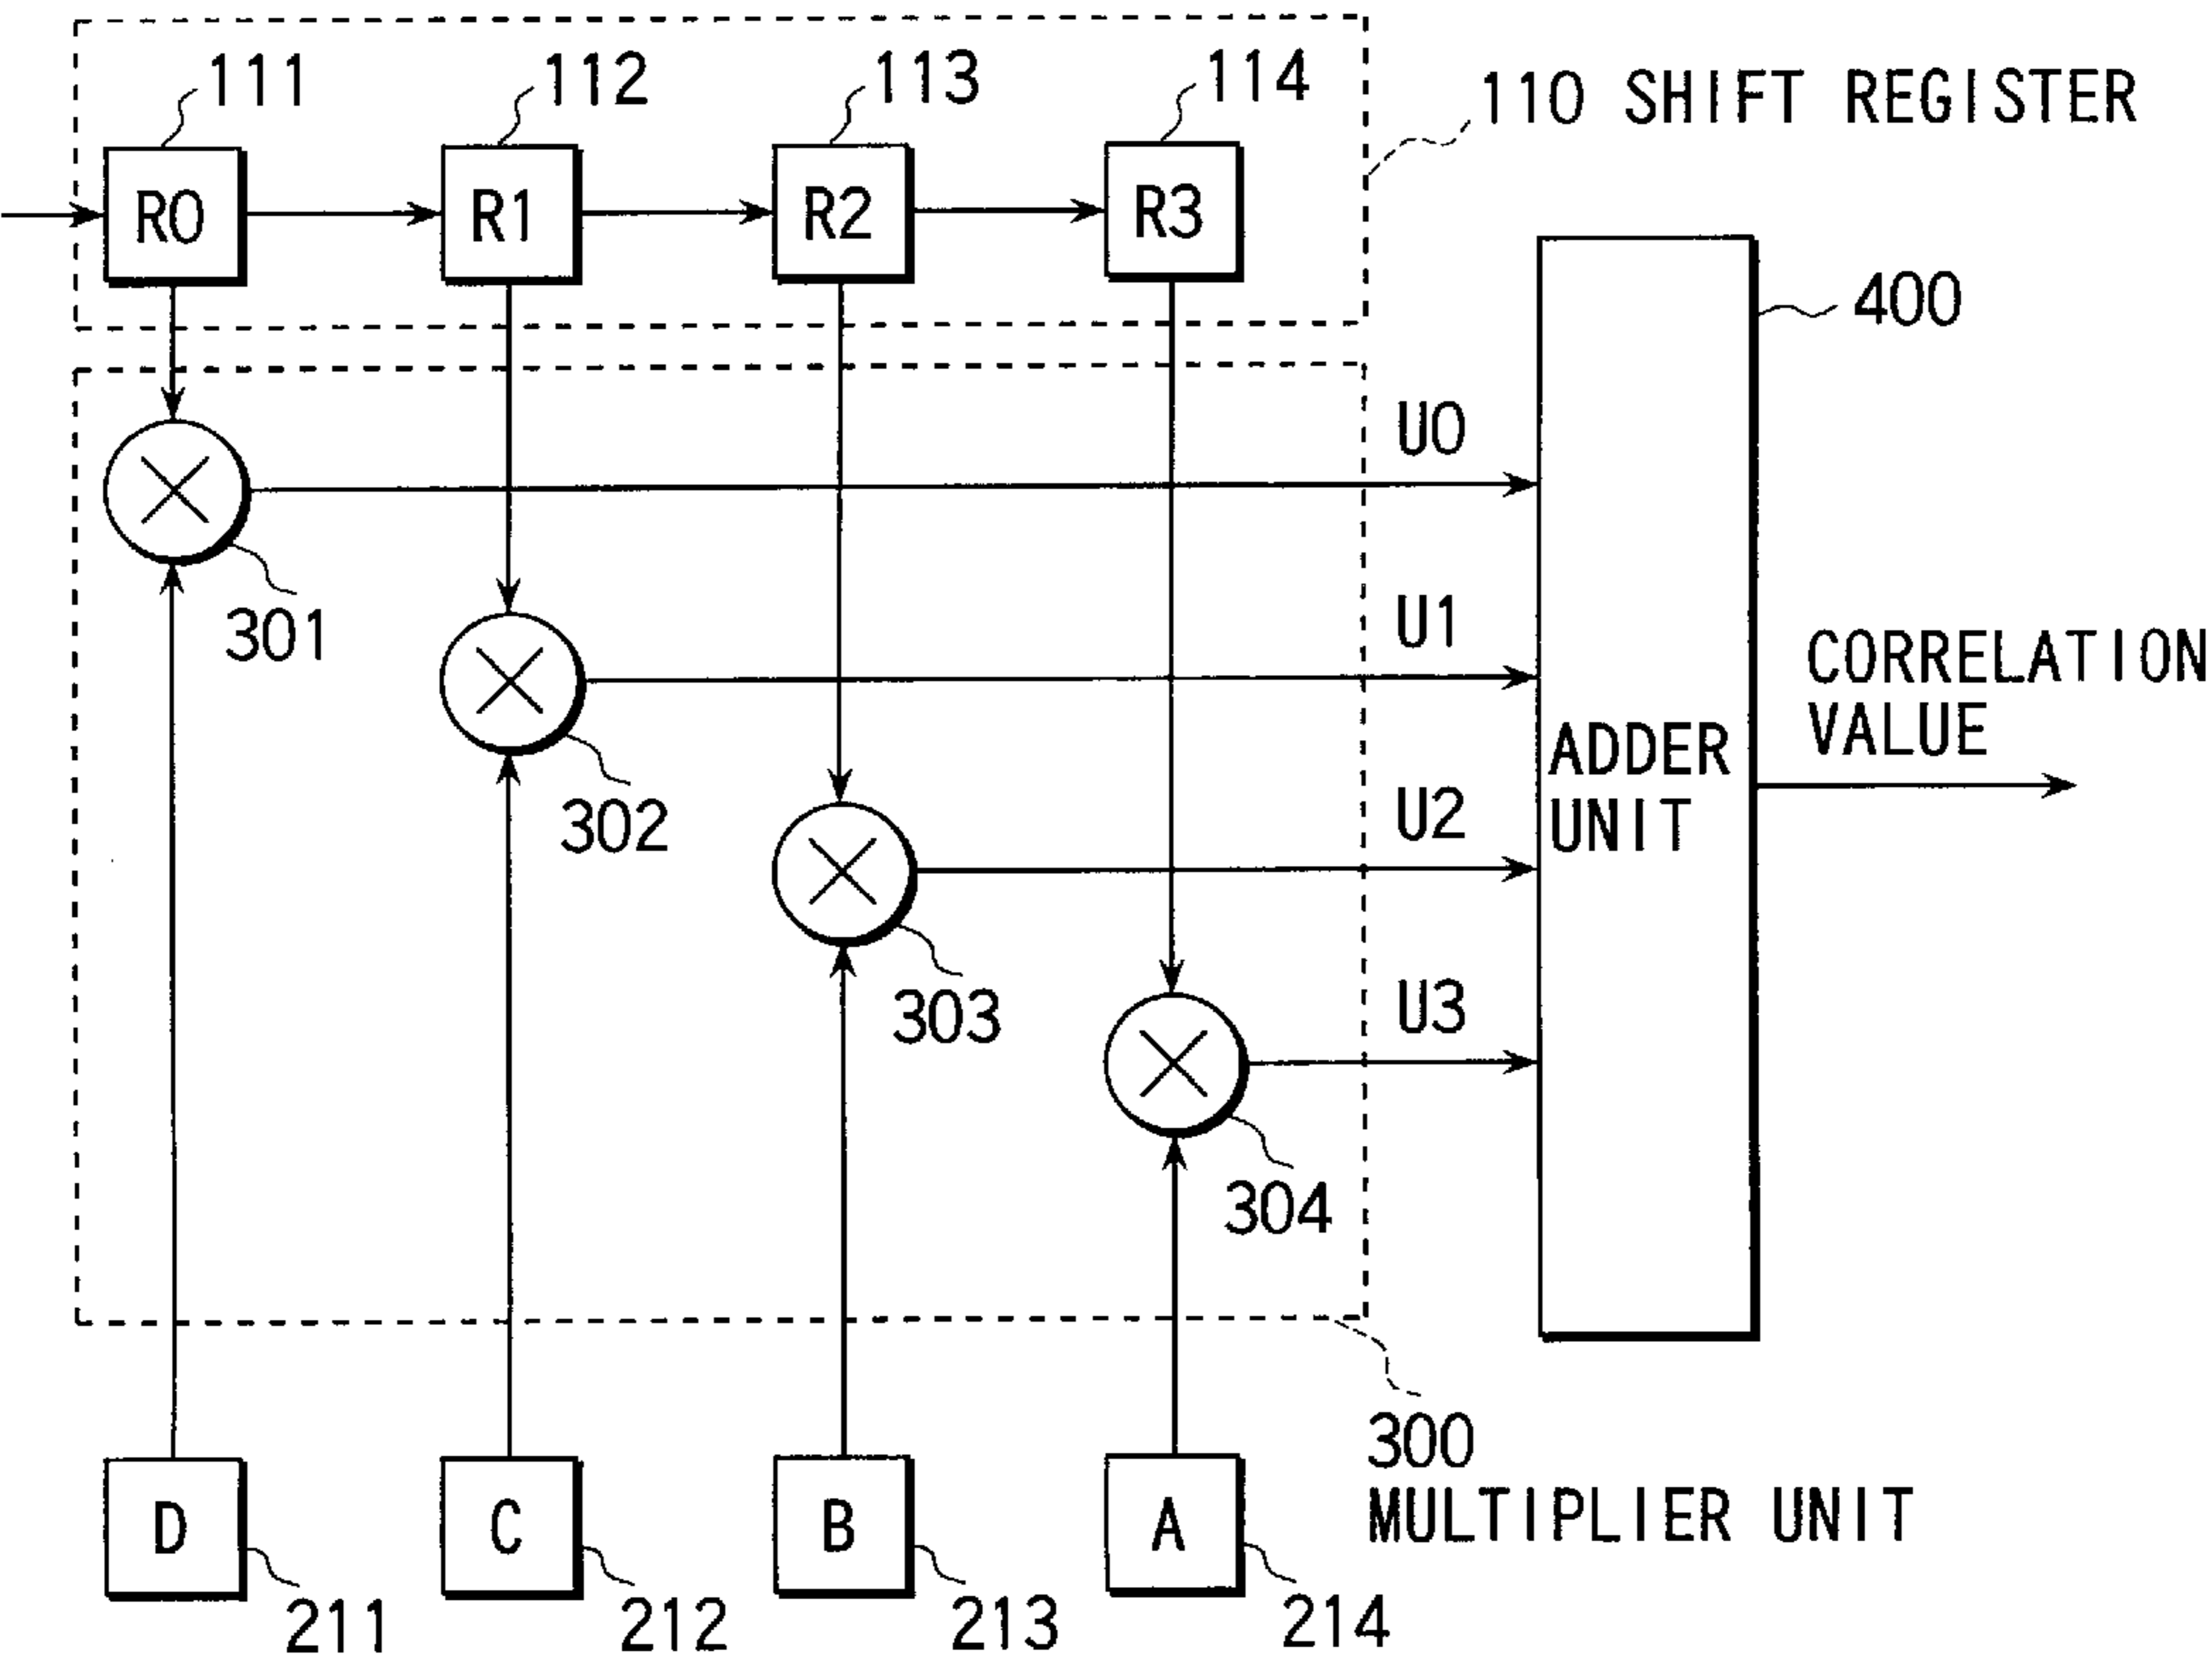 111
112
113
114
110 SHIFT REGISTER
R0
R1
R2
R3
400
U0
301
U1
CORRELATION
VALUE
302
ADDER
UNIT
U2
303
U3
304
300
MULTIPLIER UNIT
D
C
B
A
211
212
213
214